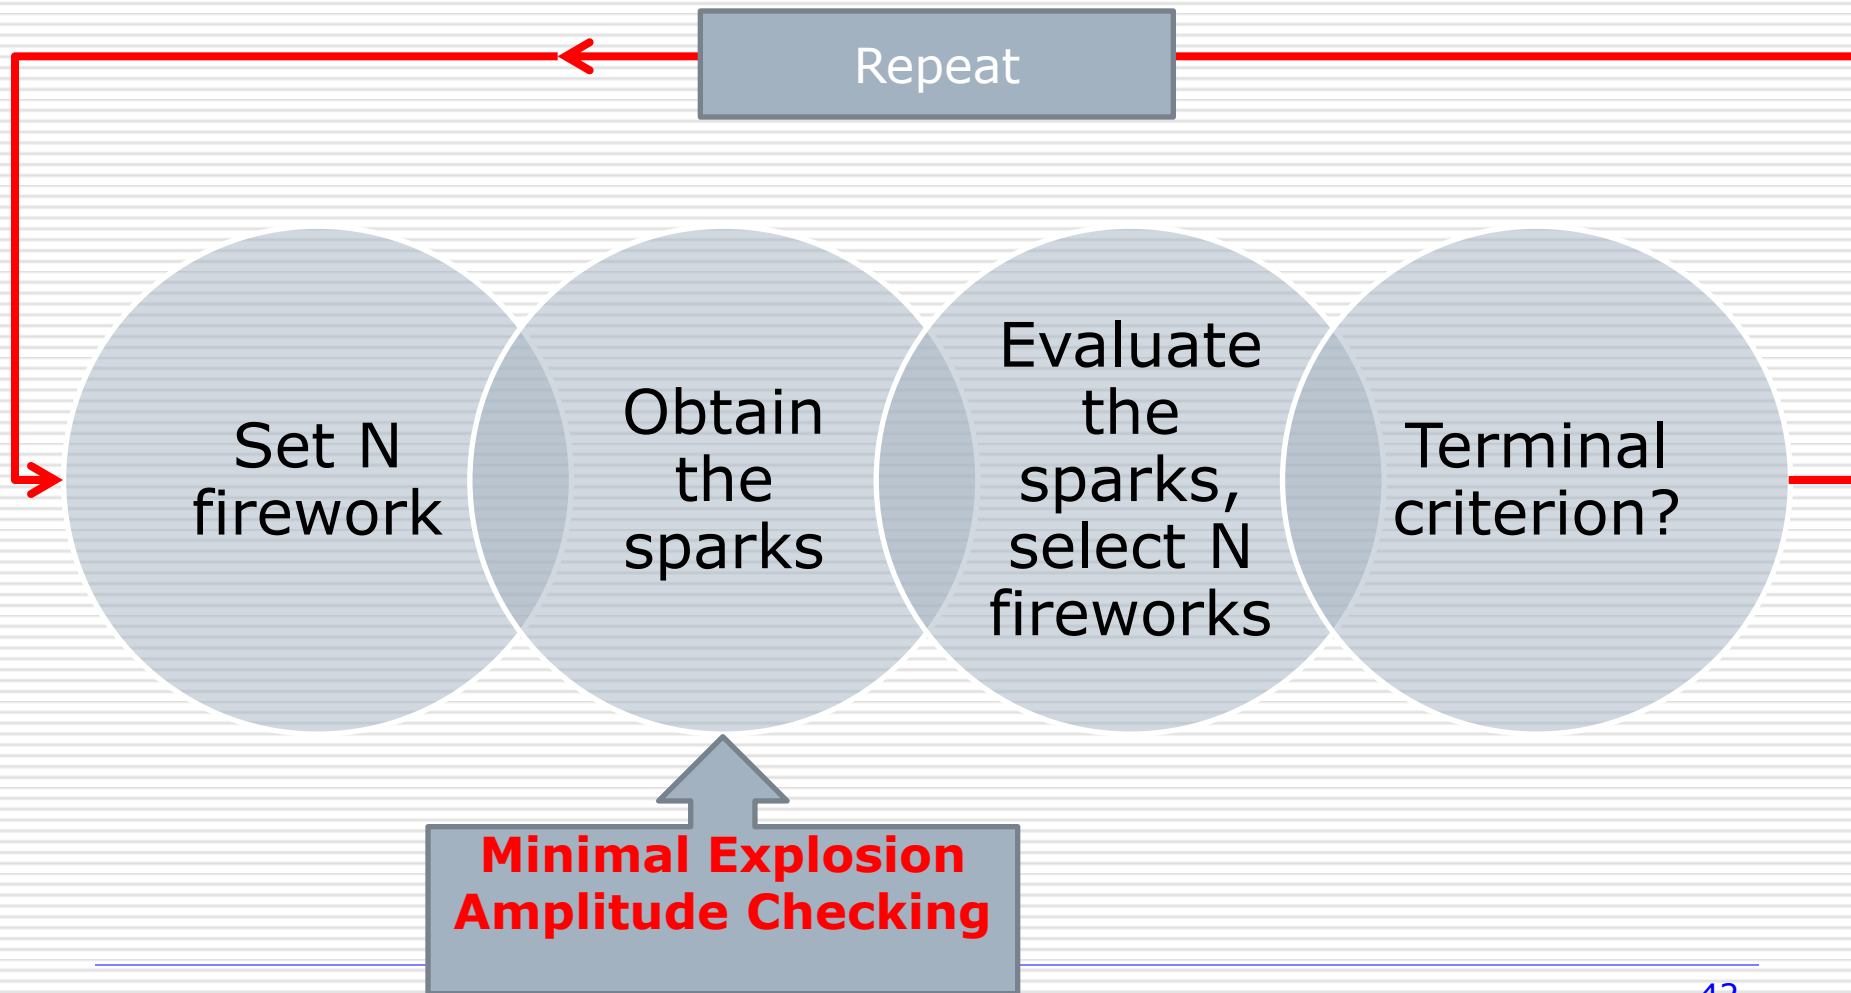 Repeat
Set N
firework
Obtain
the
sparks
Evaluate
the
sparks,
select N
fireworks
Terminal
criterion?
Minimal Explosion
Amplitude Checking